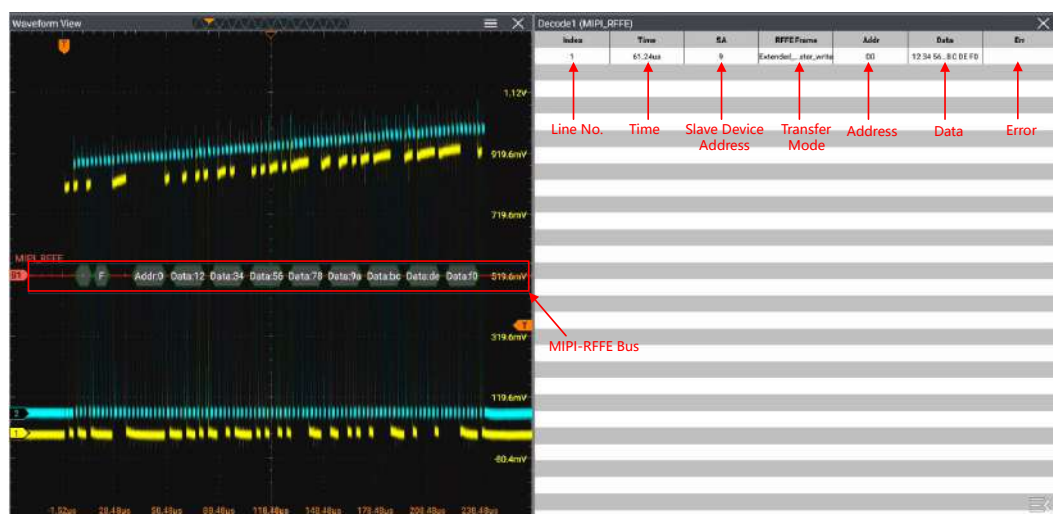 Waveform View
Decode1 (MIPI_RFFE)
Index Time SA RFFE Frame Addr Data Err
1 61.24us 9 Extended_...ster_write 00 12 34 56...BC DE F0
T
1.12V
Line No. Time Slave Device Address Transfer Mode Address Data Error
919.6mV
719.6mV
MIPI_RFFE
S1 F Addr:0 Data:12 Data:34 Data:56 Data:78 Data:9a Data:bc Data:de Data:f0 519.6mV
T
319.6mV
MIPI-RFFE Bus
119.6mV
2
1
-80.4mV
-1.52us 28.48us 58.48us 88.48us 118.48us 148.48us 178.48us 208.48us 238.48us